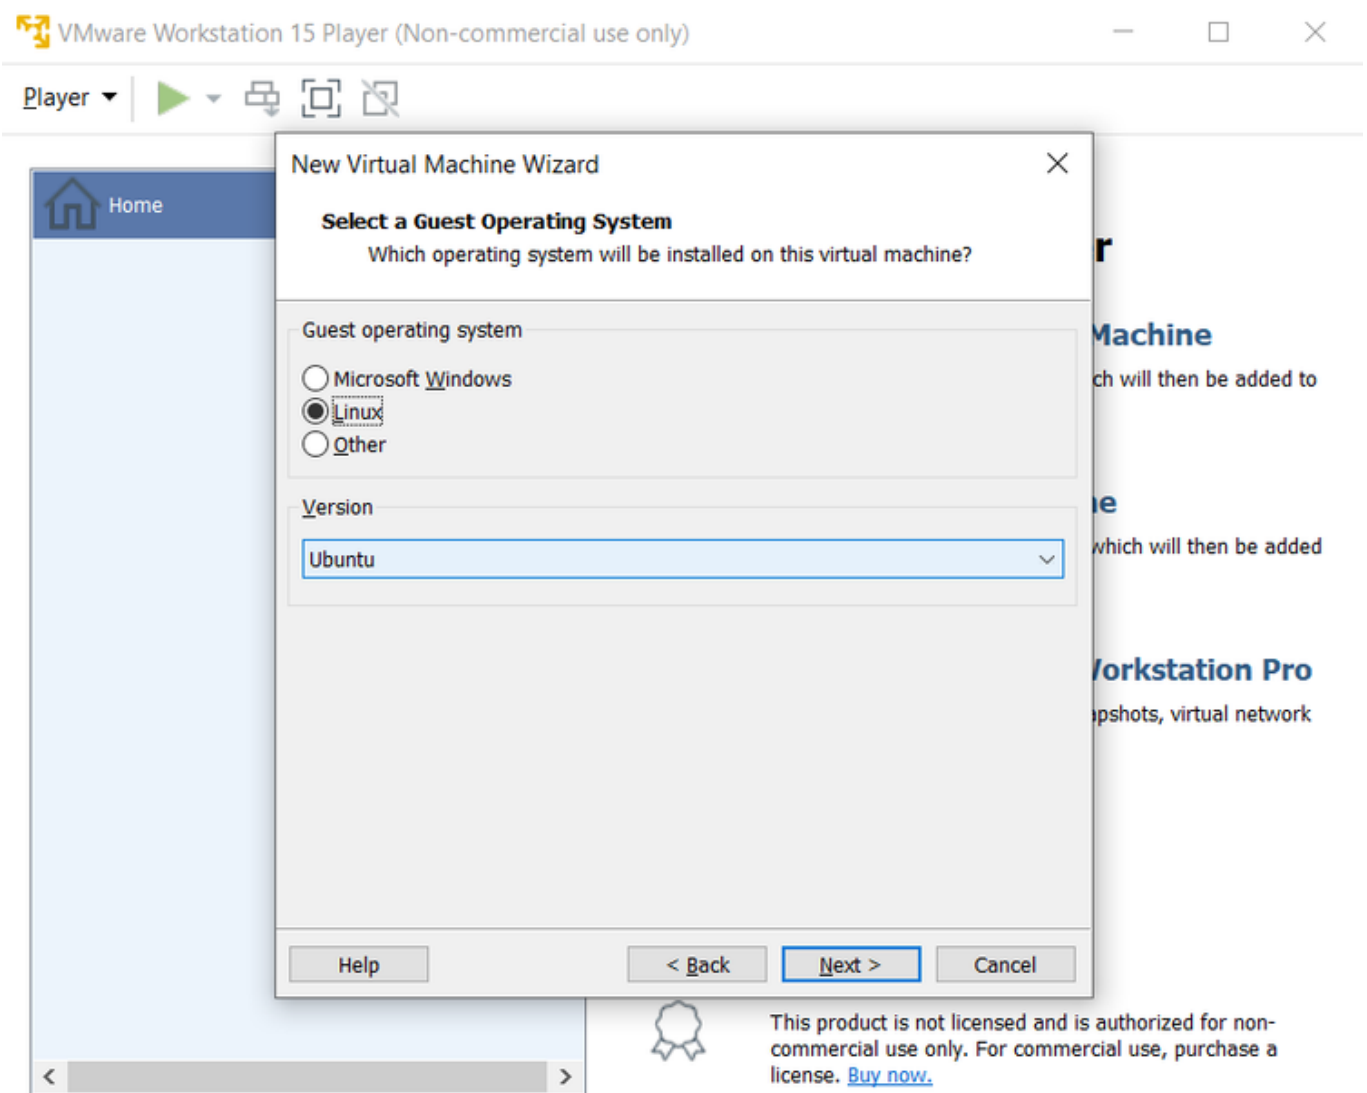 VMware Workstation 15 Player (Non-commercial use only)
Player
Home
New Virtual Machine Wizard
Select a Guest Operating System
Which operating system will be installed on this virtual machine?
Guest operating system
Microsoft Windows
Linux
Other
Version
Ubuntu
Help
< Back
Next >
Cancel
r
Machine
ch will then be added to
ne
which will then be added
Workstation Pro
apshots, virtual network
This product is not licensed and is authorized for non-
commercial use only. For commercial use, purchase a
license. Buy now.